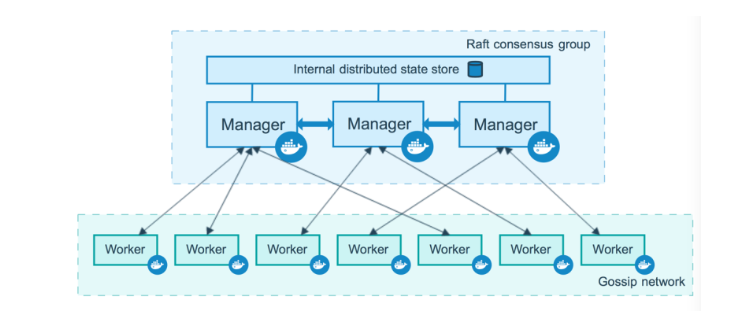 Raft consensus group
Internal distributed state store
Manager Manager Manager
Worker Worker Worker Worker Worker Worker Worker
Gossip network